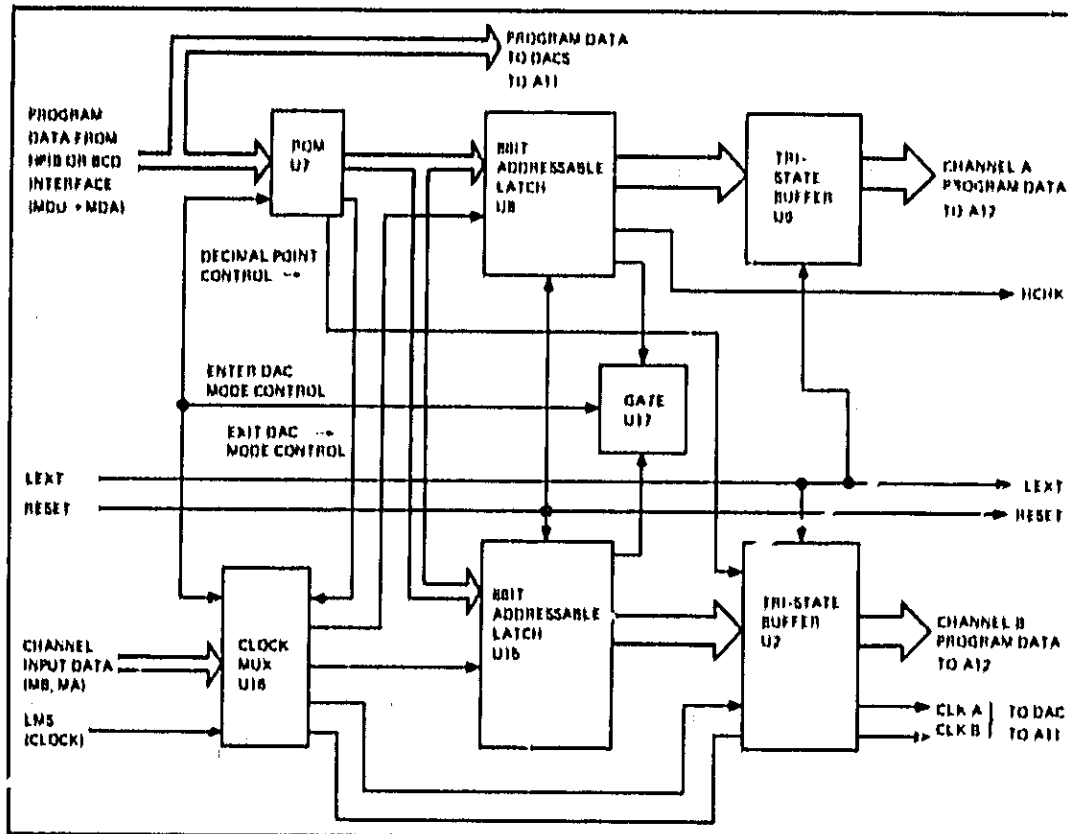 PROGRAM DATA
TO DACS
TO A11
PROGRAM
DATA FROM
HPIB OR BCD
INTERFACE
(MDU + MDA)
ROM
U7
8BIT
ADDRESSABLE
LATCH
U8
TRI-
STATE
BUFFER
CHANNEL A
PROGRAM DATA
TO A12
DECIMAL POINT
CONTROL →
HCHK
ENTER DAC
MODE CONTROL
GATE
U17
EXIT DAC →
MODE CONTROL
LEXT
LEXT
RESET
RESET
CHANNEL
INPUT DATA
(MB, MA)
LMS
(CLOCK)
CLOCK
MUX
U16
8BIT
ADDRESSABLE
LATCH
U15
TRI-STATE
BUFFER
U2
CHANNEL B
PROGRAM DATA
TO A12
CLK A
CLK B
TO DAC
TO A11